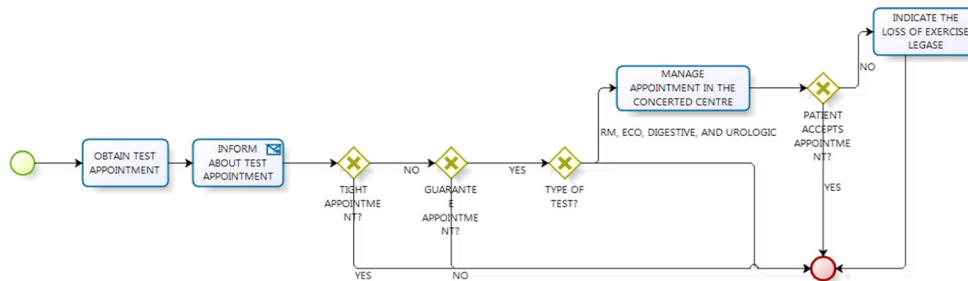 INDICATE THE
LOSS OF EXERCISE
LEGASE
NO
MANAGE
APPOINTMENT IN THE
CONCERTED CENTRE
PATIENT
ACCEPTS
APPOINTME
NT?
RM, ECO, DIGESTIVE, AND UROLOGIC
OBTAIN TEST
APPOINTMENT
INFORM
ABOUT TEST
APPOINTMENT
NO
YES
TIGHT
APPOINTME
NT?
GUARANTE
E
APPOINTME
NT?
TYPE OF
TEST?
YES
YES
NO